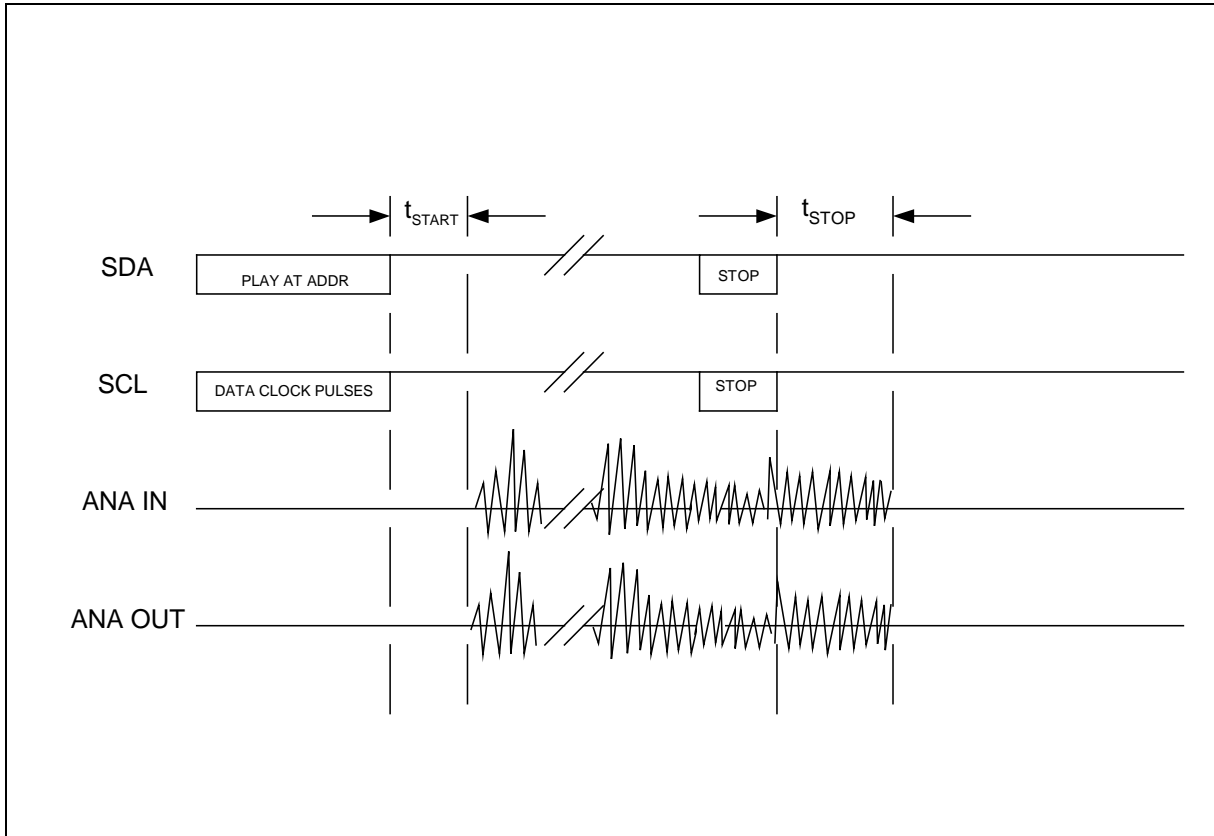 tSTART
tSTOP
SDA
PLAY AT ADDR
STOP
SCL
DATA CLOCK PULSES
STOP
ANA IN
ANA OUT